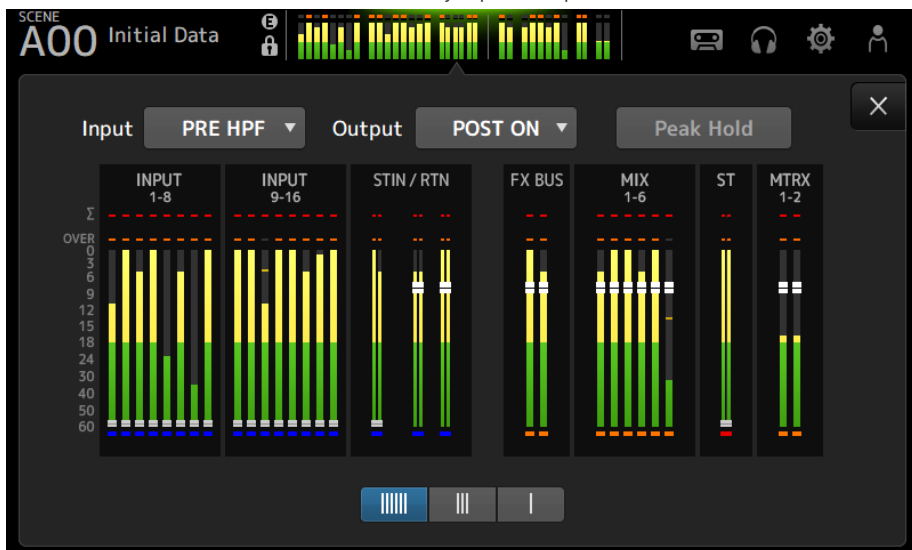 SCENE
A00 Initial Data
E
Input PRE HPF Output POST ON Peak Hold
INPUT
1-8
INPUT
9-16
STIN / RTN
FX BUS
MIX
1-6
ST
MTRX
1-2
Σ
OVER
0
3
6
9
12
15
18
24
30
40
50
60